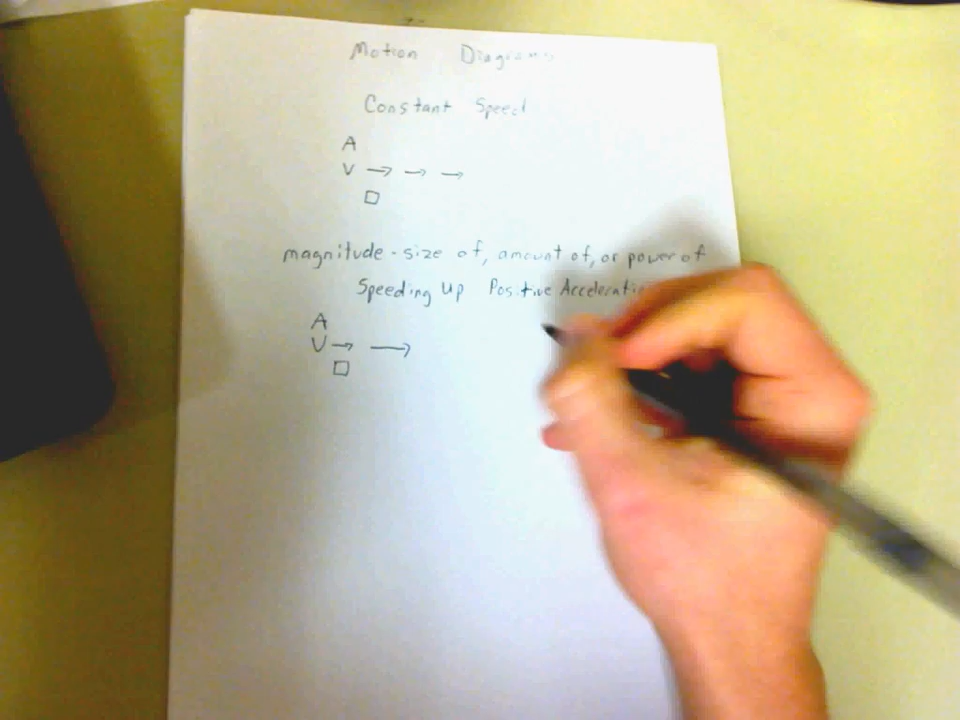 Motion Diagrams
Constant Speed
A
V
magnitude - size of, amount of, or power of
Speeding Up Positive
A
V